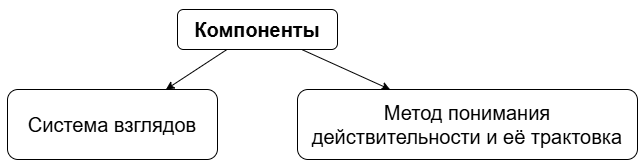 Компоненты
Система взглядов
Метод понимания
действительности и её трактовка